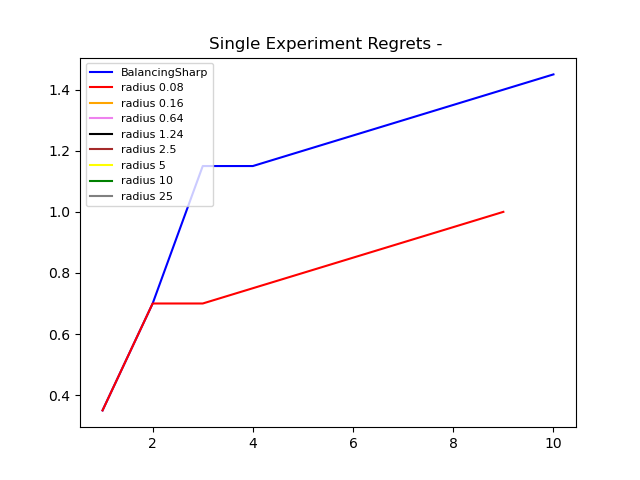 Single Experiment Regrets -
BalancingSharp
radius 0.08
radius 0.16
radius 0.64
radius 1.24
radius 2.5
radius 5
radius 10
radius 25
1.4
1.2
1.0
0.8
0.6
0.4
2 4 6 8 10